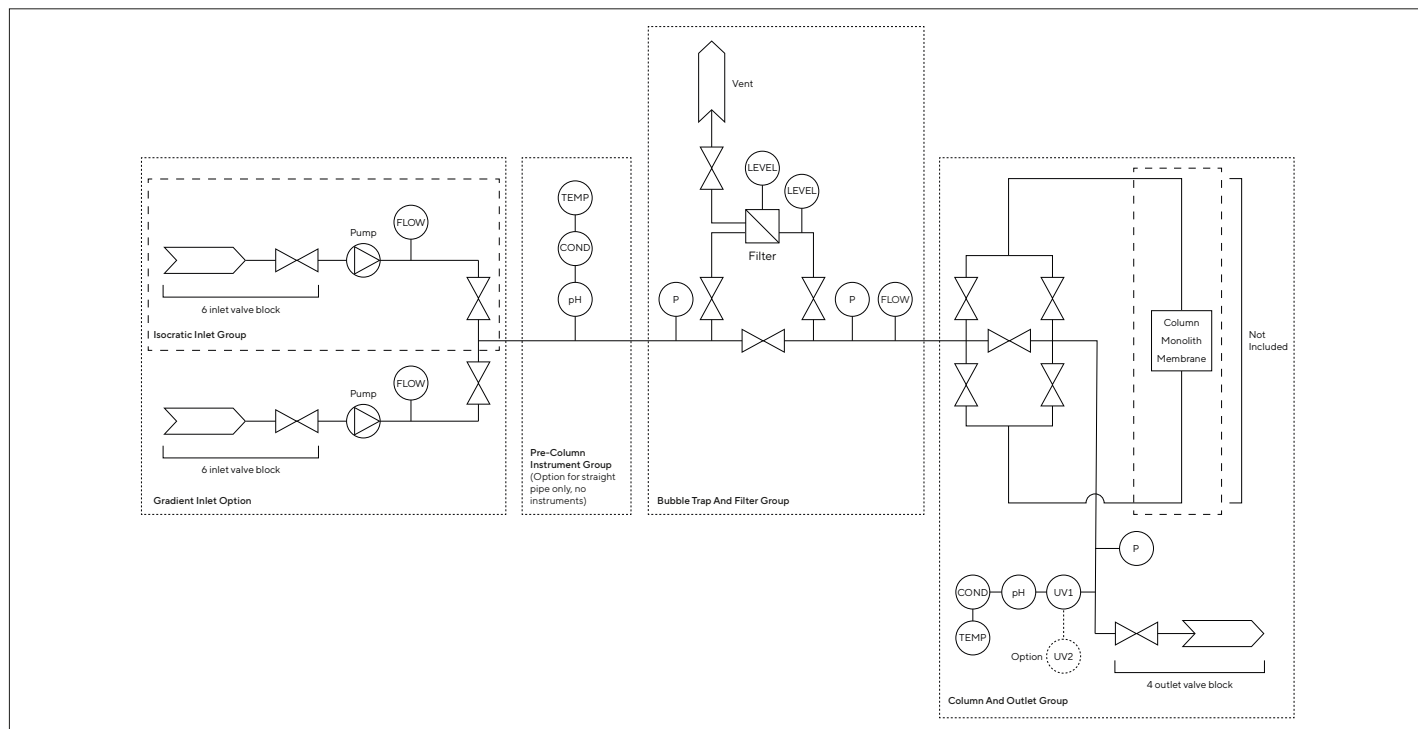 FLOW
Pump
6 inlet valve block
Isocratic Inlet Group
FLOW
Pump
6 inlet valve block
Gradient Inlet Option
TEMP
COND
pH
Pre-Column
Instrument Group
(Option for straight
pipe only, no
instruments)
Vent
LEVEL
LEVEL
Filter
P
P
FLOW
Bubble Trap And Filter Group
Column
Monolith
Membrane
Not
Included
P
COND
pH
UV1
TEMP
Option
UV2
4 outlet valve block
Column And Outlet Group